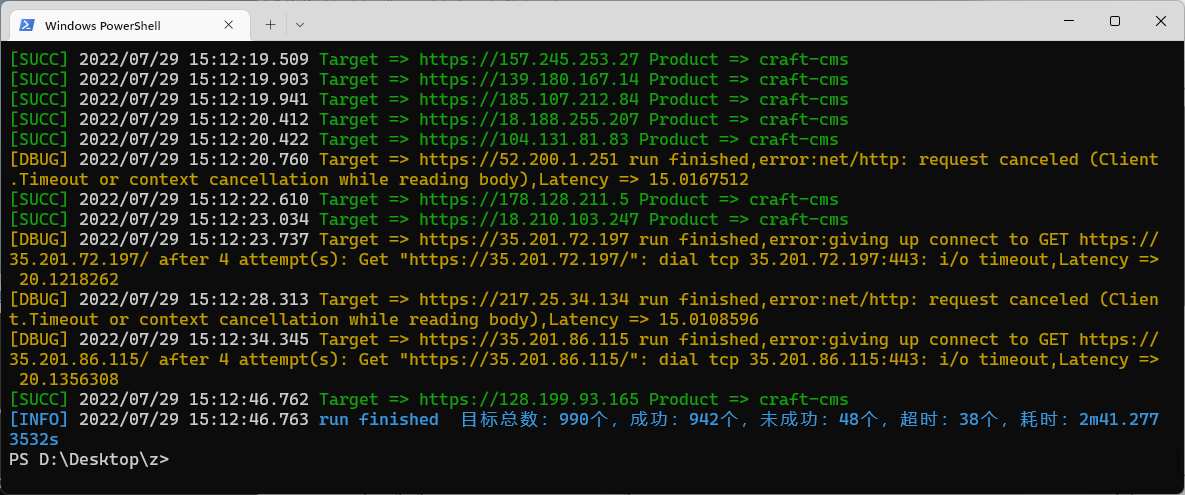 Windows PowerShell
[SUCC] 2022/07/29 15:12:19.509 Target => https://157.245.253.27 Product => craft-cms
[SUCC] 2022/07/29 15:12:19.903 Target => https://139.180.167.14 Product => craft-cms
[SUCC] 2022/07/29 15:12:19.941 Target => https://185.107.212.84 Product => craft-cms
[SUCC] 2022/07/29 15:12:20.412 Target => https://18.188.255.207 Product => craft-cms
[SUCC] 2022/07/29 15:12:20.422 Target => https://104.131.81.83 Product => craft-cms
[DBUG] 2022/07/29 15:12:20.760 Target => https://52.200.1.251 run finished,error:net/http: request canceled (Client
.Timeout or context cancellation while reading body),Latency => 15.0167512
[SUCC] 2022/07/29 15:12:22.610 Target => https://178.128.211.5 Product => craft-cms
[SUCC] 2022/07/29 15:12:23.034 Target => https://18.210.103.247 Product => craft-cms
[DBUG] 2022/07/29 15:12:23.737 Target => https://35.201.72.197 run finished,error:giving up connect to GET https://
35.201.72.197/ after 4 attempt(s): Get "https://35.201.72.197/": dial tcp 35.201.72.197:443: i/o timeout,Latency =>
20.1218262
[DBUG] 2022/07/29 15:12:28.313 Target => https://217.25.34.134 run finished,error:net/http: request canceled (Clien
t.Timeout or context cancellation while reading body),Latency => 15.0108596
[DBUG] 2022/07/29 15:12:34.345 Target => https://35.201.86.115 run finished,error:giving up connect to GET https://
35.201.86.115/ after 4 attempt(s): Get "https://35.201.86.115/": dial tcp 35.201.86.115:443: i/o timeout,Latency =>
20.1356308
[SUCC] 2022/07/29 15:12:46.762 Target => https://128.199.93.165 Product => craft-cms
[INFO] 2022/07/29 15:12:46.763 run finished  目标总数: 990个, 成功: 942个, 未成功: 48个, 超时: 38个, 耗时: 2m41.277
3532s
PS D:\Desktop\z>